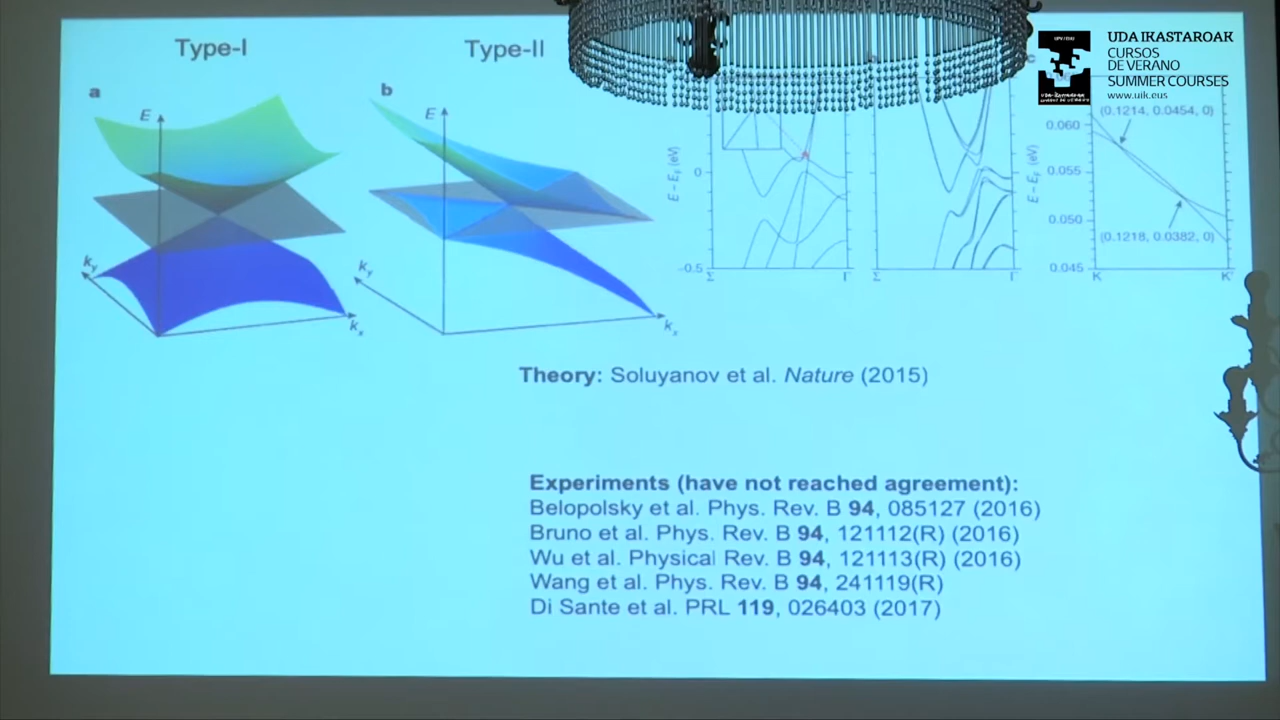 Type-I
Type-II
a
E
ky
kx
b
E
ky
kx
E – EF (eV)
0
–0.5
Σ
Γ
Σ
Γ
c
E – EF (eV)
0.060
0.055
0.050
0.045
(0.1214, 0.0454, 0)
(0.1218, 0.0382, 0)
K
K'
UDA IKASTAROAK
CURSOS
DE VERANO
SUMMER COURSES
www.uik.eus
Theory: Soluyanov et al. Nature (2015)
Experiments (have not reached agreement):
Belopolsky et al. Phys. Rev. B 94, 085127 (2016)
Bruno et al. Phys. Rev. B 94, 121112(R) (2016)
Wu et al. Physical Rev. B 94, 121113(R) (2016)
Wang et al. Phys. Rev. B 94, 241119(R)
Di Sante et al. PRL 119, 026403 (2017)